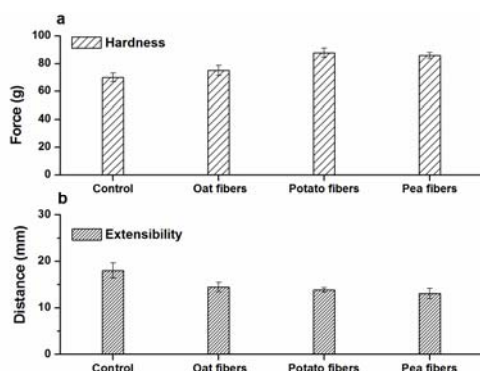 a
100
Hardness
80
60
40
20
0
Force (g)
Control Oat fibers Potato fibers Pea fibers
b
30
Extensibility
20
10
0
Distance (mm)
Control Oat fibers Potato fibers Pea fibers